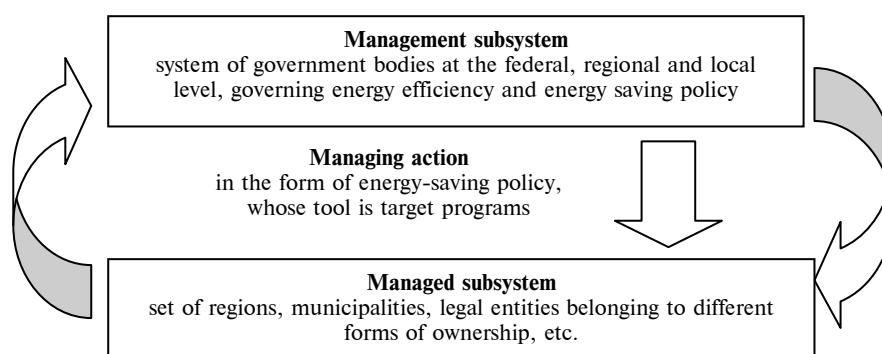 Management subsystem
system of government bodies at the federal, regional and local
level, governing energy efficiency and energy saving policy
Managing action
in the form of energy-saving policy,
whose tool is target programs
Managed subsystem
set of regions, municipalities, legal entities belonging to different
forms of ownership, etc.